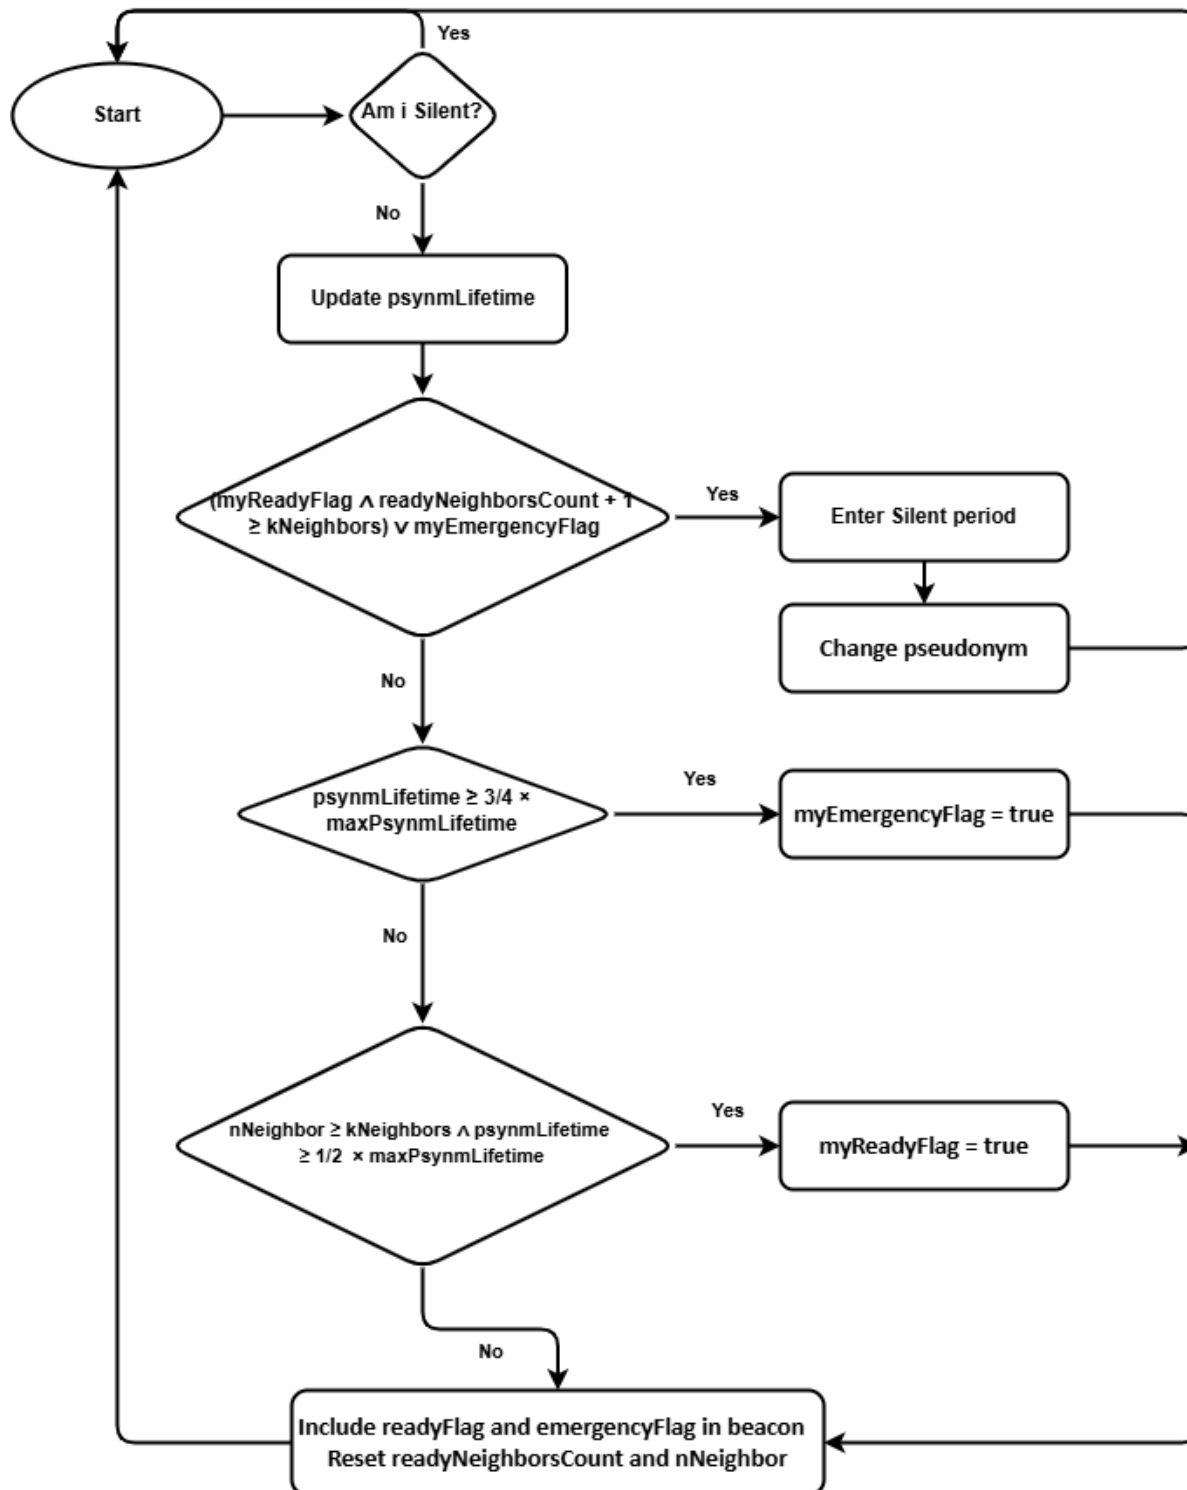 Yes
Start
Am i Silent?
No
Update psynmLifetime
(myReadyFlag ∧ readyNeighborsCount + 1
≥ kNeighbors) ∨ myEmergencyFlag
Yes
Enter Silent period
Change pseudonym
No
psynmLifetime ≥ 3/4 ×
maxPsynmLifetime
Yes
myEmergencyFlag = true
No
nNeighbor ≥ kNeighbors ∧ psynmLifetime
≥ 1/2 × maxPsynmLifetime
Yes
myReadyFlag = true
No
Include readyFlag and emergencyFlag in beacon
Reset readyNeighborsCount and nNeighbor